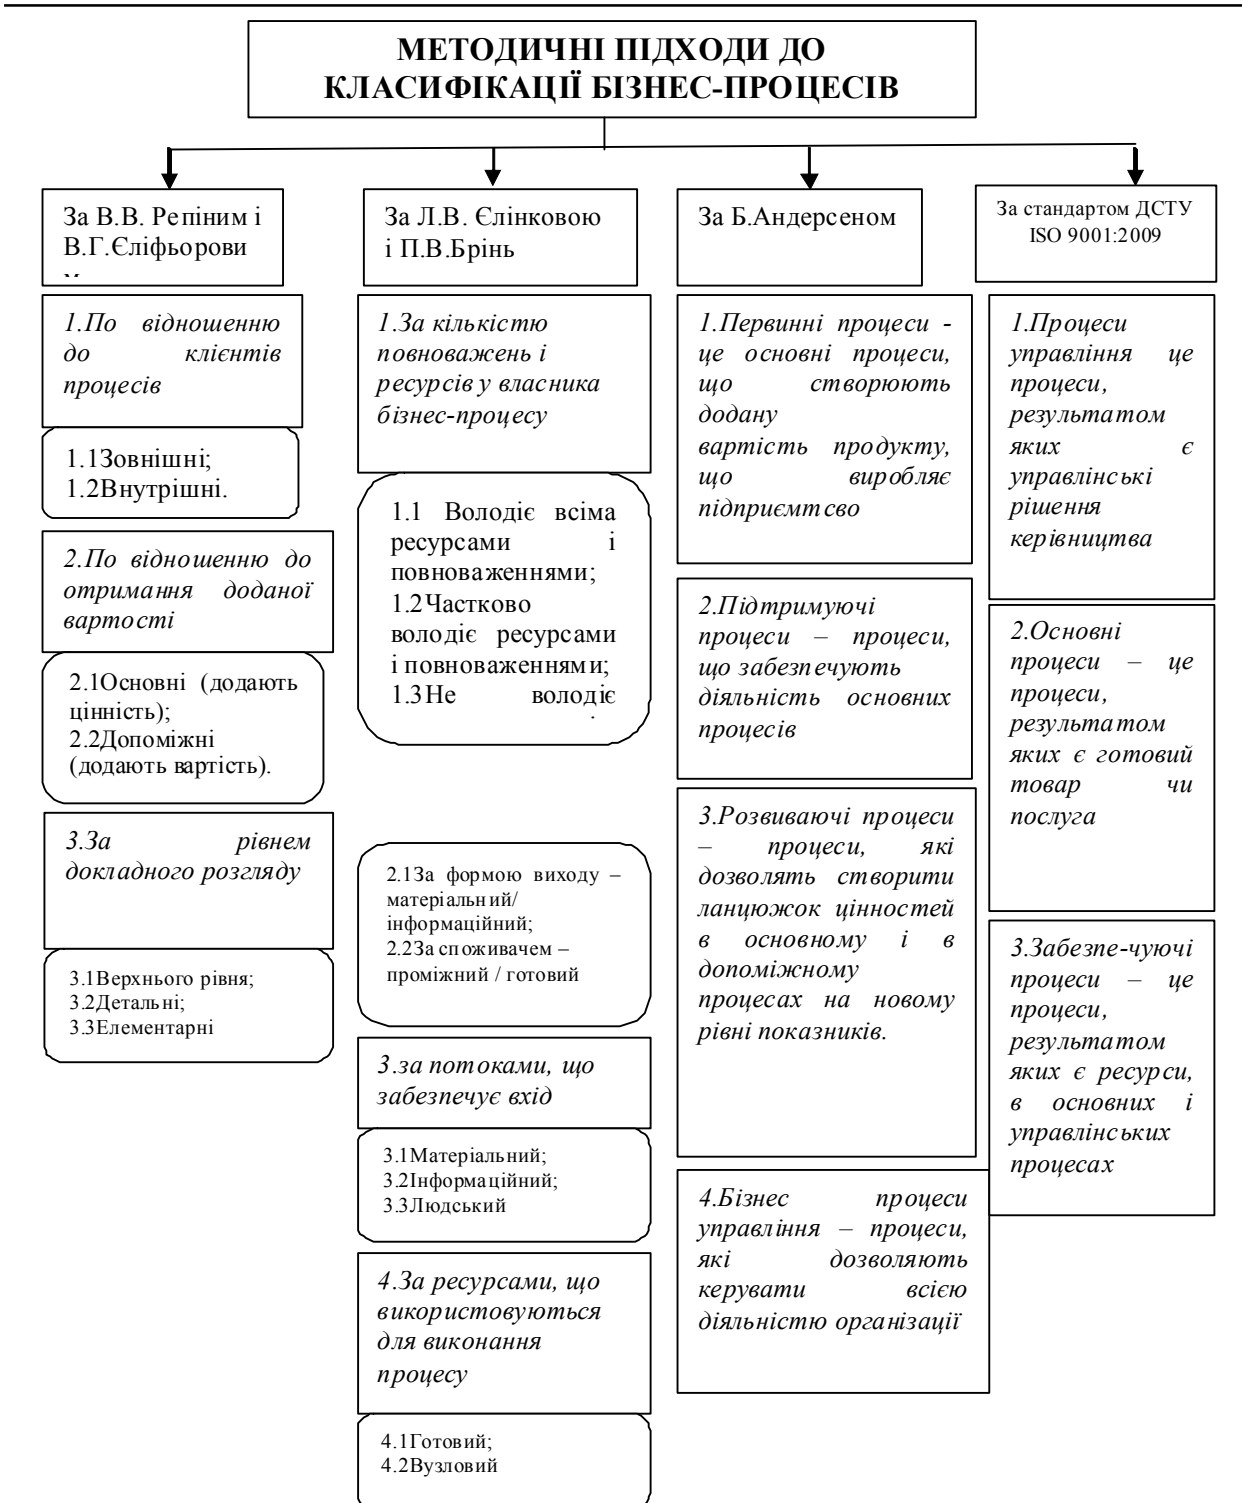 МЕТОДИЧНІ ПІДХОДИ ДО
КЛАСИФІКАЦІЇ БІЗНЕС-ПРОЦЕСІВ
За В.В. Репіним і
В.Г.Єліфьорови
1.По відношенню
до клієнтів
процесів
1.1Зовнішні;
1.2Внутрішні.
2.По відношенню до
отримання доданої
вартості
2.1Основні (додають
цінність);
2.2Допоміжні
(додають вартість).
3.За рівнем
докладного розгляду
3.1Верхнього рівня;
3.2Детальні;
3.3Елементарні
За Л.В. Єлінковою
і П.В.Брінь
1.За кількістю
повноважень і
ресурсів у власника
бізнес-процесу
1.1 Володіє всіма
ресурсами і
повноваженнями;
1.2Частково
володіє ресурсами
і повноваженнями;
1.3Не володіє
2.1За формою виходу –
матеріальний/
інформаційний;
2.2За споживачем –
проміжний / готовий
3.за потоками, що
забезпечує вхід
3.1Матеріальний;
3.2Інформаційний;
3.3Людський
4.За ресурсами, що
використовуються
для виконання
процесу
4.1Готовий;
4.2Вузловий
За Б.Андерсеном
1.Первинні процеси -
це основні процеси,
що створюють
додану
вартість продукту,
що виробляє
підприємтсво
2.Підтримуючі
процеси – процеси,
що забезпечують
діяльність основних
процесів
3.Розвиваючі процеси
– процеси, які
дозволять створити
ланцюжок цінностей
в основному і в
допоміжному
процесах на новому
рівні показників.
4.Бізнес процеси
управління – процеси,
які дозволяють
керувати всією
діяльністю організації
За стандартом ДСТУ
ISO 9001:2009
1.Процеси
управління це
процеси,
результатом
яких є
управлінські
рішення
керівництва
2.Основні
процеси – це
процеси,
результатом
яких є готовий
товар чи
послуга
3.Забезпе-чуючі
процеси – це
процеси,
результатом
яких є ресурси,
в основних і
управлінських
процесах